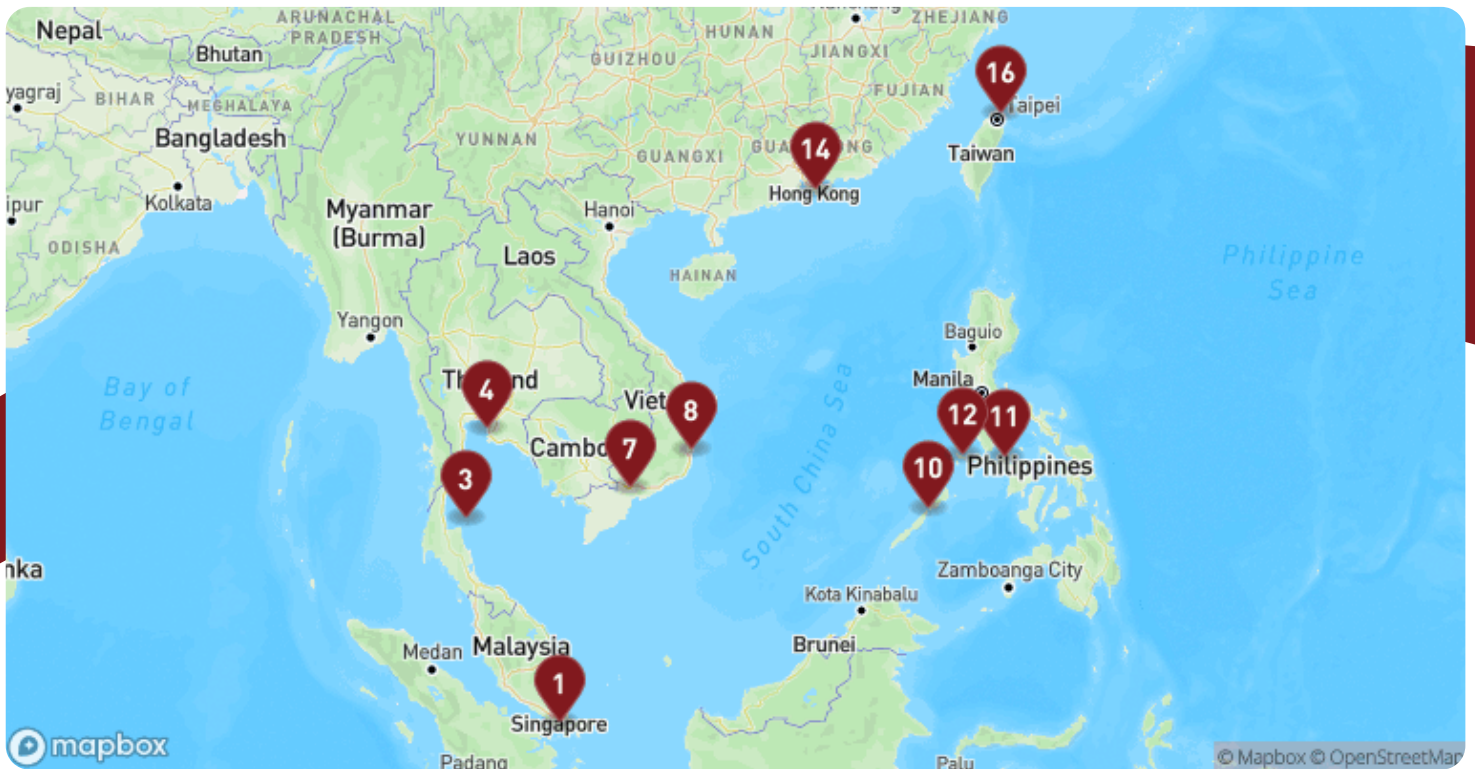 Nepal
ARUNACHAL
PRADESH
Bhutan
HUNAN
ZHEJIANG
JIANGXI
GUIZHOU
yagraj
BIHAR
MEGHALAYA
FUJIAN
16
Taipei
Bangladesh
YUNNAN
GUANGXI
14
Taiwan
Kolkata
ipur
Hong Kong
Myanmar
(Burma)
Hanoi
ODISHA
Laos
HAINAN
Philippine
Sea
Yangon
Baguio
Bay of
Bengal
4
Manila
8
12
11
South China Sea
7
3
10
Philippines
nka
Zamboanga City
Kota Kinabalu
Malaysia
Medan
Brunei
1
Singapore
mapbox
Padang
Palu
© Mapbox © OpenStreetMap